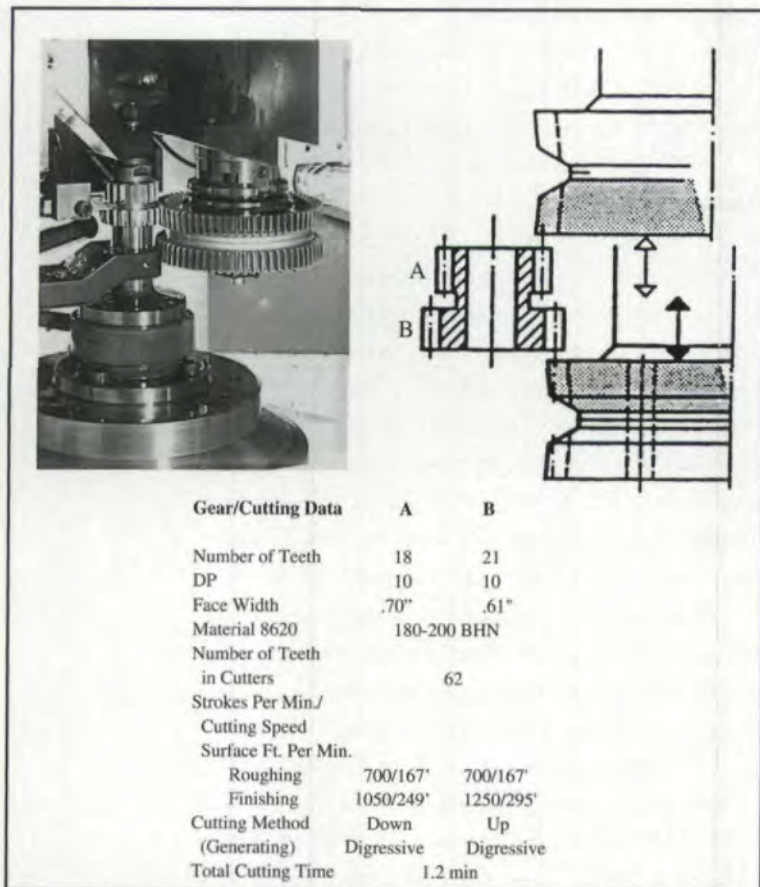 A
B
Gear/Cutting Data A B
Number of Teeth 18 21
DP 10 10
Face Width .70" .61"
Material 8620 180-200 BHN
Number of Teeth
in Cutters 62
Strokes Per Min./
Cutting Speed
Surface Ft. Per Min.
Roughing 700/167' 700/167'
Finishing 1050/249' 1250/295'
Cutting Method Down Up
(Generating) Digressive Digressive
Total Cutting Time 1.2 min